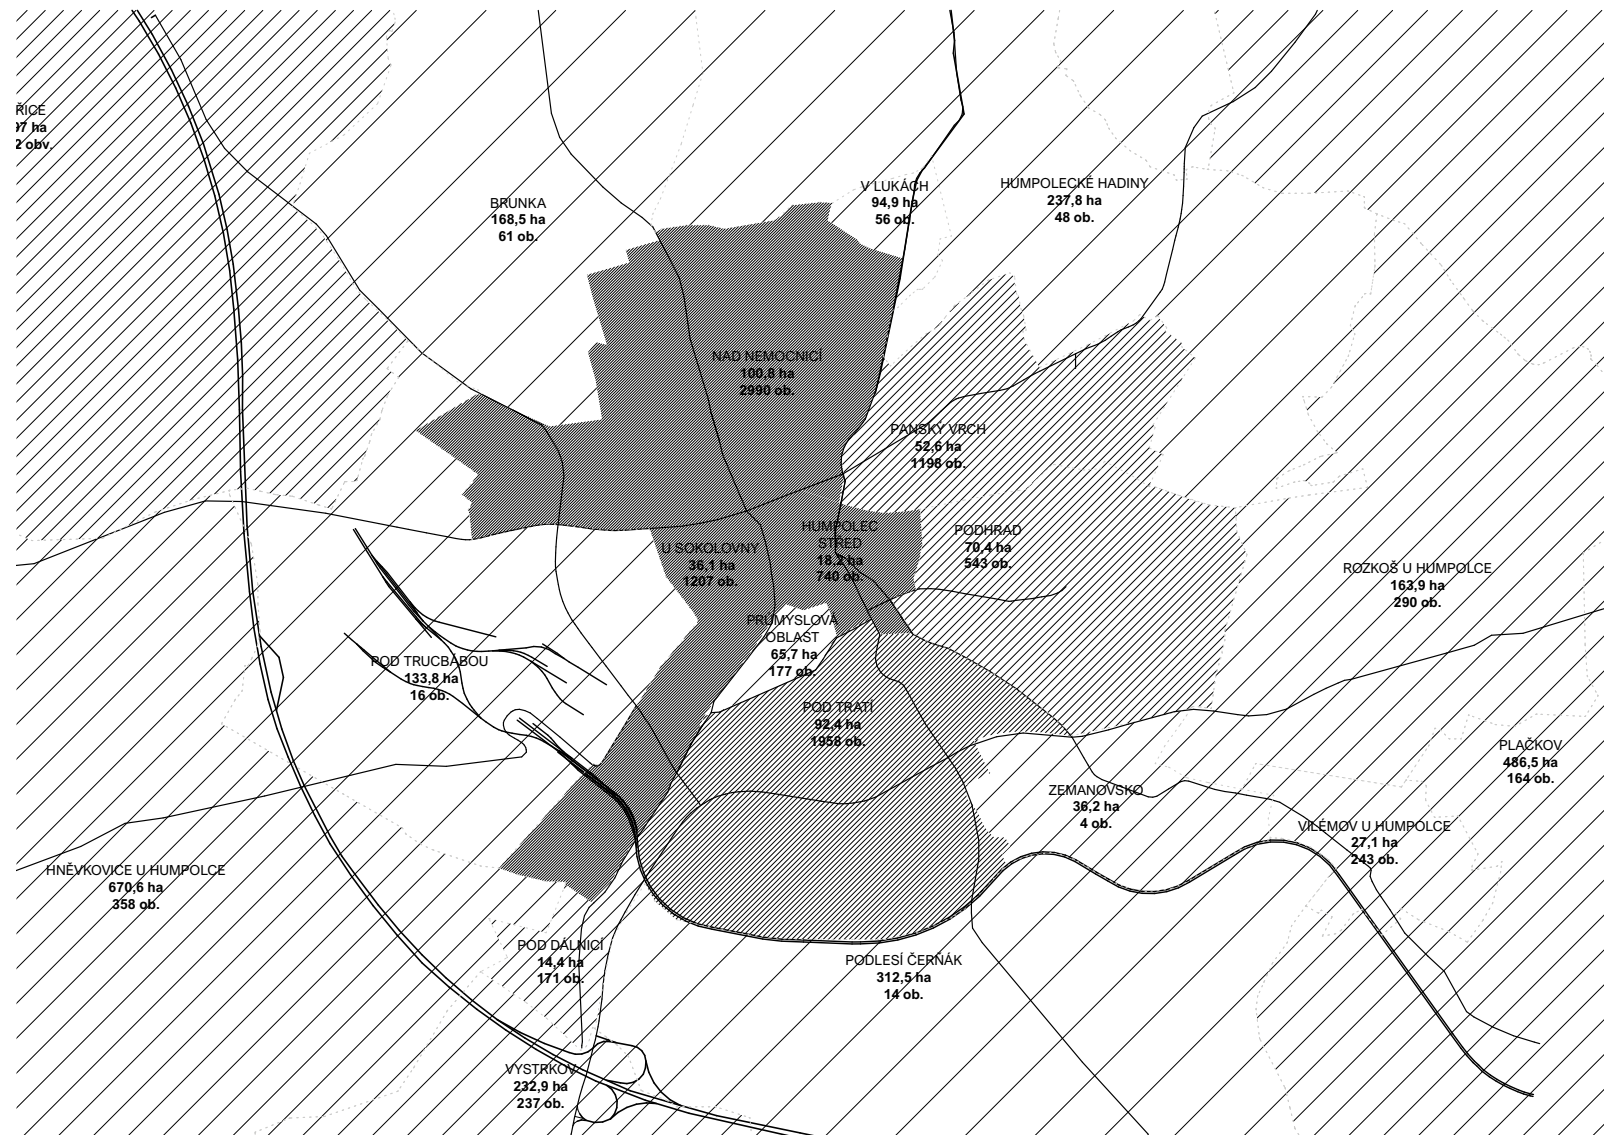 ŘICE
97 ha
2 obv.
BRUNKA
168,5 ha
61 ob.
V LUKÁCH
94,9 ha
56 ob.
HUMPOLECKÉ HADINY
237,8 ha
48 ob.
NAD NEMOCNICÍ
100,8 ha
2990 ob.
PANSKÝ VRCH
52,6 ha
1198 ob.
HUMPOLEC
STŘED
18,2 ha
740 ob.
PODHRAD
70,4 ha
543 ob.
U SOKOLOVNY
36,1 ha
1207 ob.
ROZKOŠ U HUMPOLCE
163,9 ha
290 ob.
PRŮMYSLOVÁ
OBLAST
65,7 ha
177 ob.
POD TRUCBÁBOU
133,8 ha
16 ob.
POD TRATÍ
92,4 ha
1958 ob.
PLAČKOV
486,5 ha
164 ob.
ZEMANOVSKO
36,2 ha
4 ob.
VILÉMOV U HUMPOLCE
27,1 ha
243 ob.
HNĚVKOVICE U HUMPOLCE
670,6 ha
358 ob.
POD DÁLNICÍ
14,4 ha
171 ob.
PODLESÍ ČERŇÁK
312,5 ha
14 ob.
VYSTRKOV
232,9 ha
237 ob.